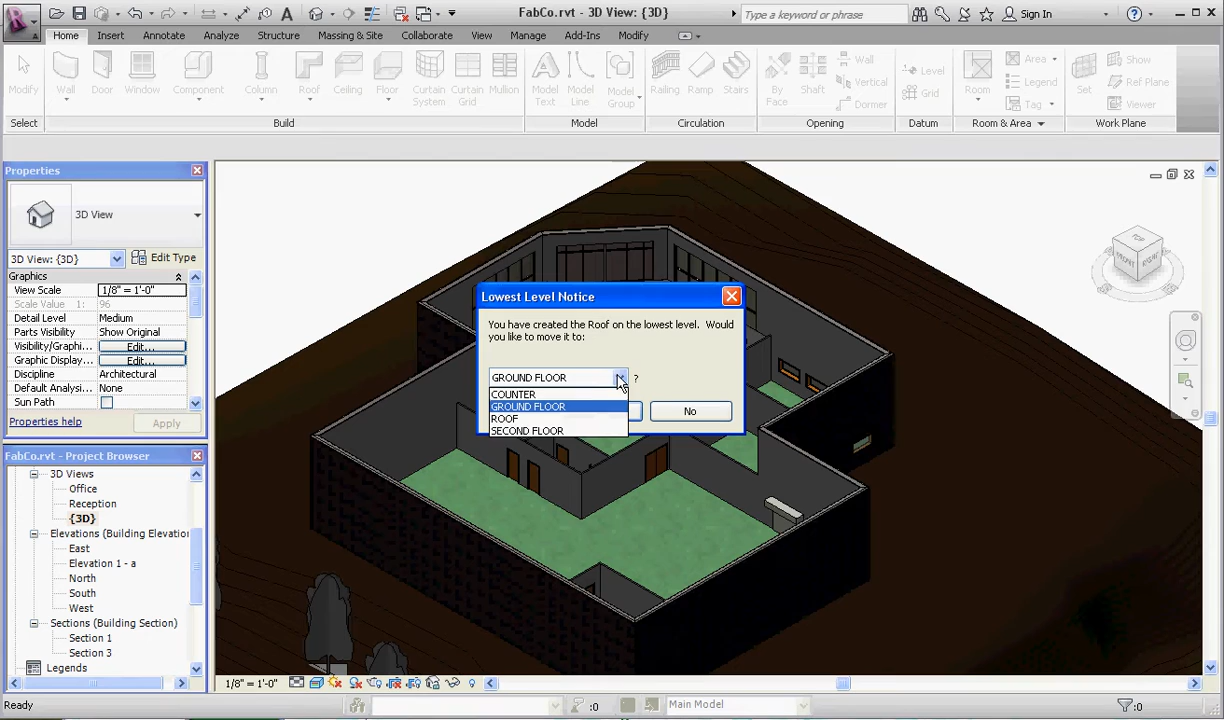 FabCo.rvt - 3D View: {3D}
Type a keyword or phrase
Sign In
Home Insert Annotate Analyze Structure Massing & Site Collaborate View Manage Add-Ins Modify
Modify Wall Door Window Component Column Roof Ceiling Floor Curtain System Curtain Grid Mullion Model Text Model Line Model Group Railing Ramp Stairs By Face Shaft Wall Vertical Dormer Level Grid Room Area Legend Tag Set Show Ref Plane Viewer
Select Build Model Circulation Opening Datum Room & Area Work Plane
Properties
3D View
3D View: {3D} Edit Type
Graphics
View Scale 1/8" = 1'-0"
Scale Value 1: 96
Detail Level Medium
Parts Visibility Show Original
Visibility/Graphi... Edit...
Graphic Display... Edit...
Discipline Architectural
Default Analysi... None
Sun Path
Properties help Apply
FabCo.rvt - Project Browser
3D Views
Office
Reception
{3D}
Elevations (Building Elevation
East
Elevation 1 - a
North
South
West
Sections (Building Section)
Section 1
Section 3
Legends
Lowest Level Notice
You have created the Roof on the lowest level. Would
you like to move it to:
GROUND FLOOR ?
COUNTER
GROUND FLOOR
ROOF
SECOND FLOOR
No
TOP
FRONT RIGHT
1/8" = 1'-0"
Ready :0 Main Model :0